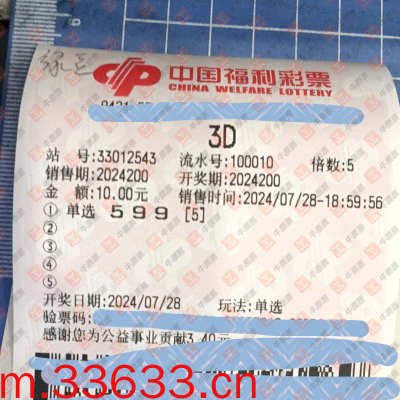 中国福利彩票
CHINA WELFARE LOTTERY
3D
站 号:33012543 流水号:100010 倍数:5
销售期:2024200 开奖期:2024200
金 额:10.00元 销售时间:2024/07/28-18:59:56
① 单选 5 9 9 [5]
②
③
④
⑤
开奖日期:2024/07/28 玩法:单选
验票码:
感谢您为公益事业贡献3.40元
m.33633.cn